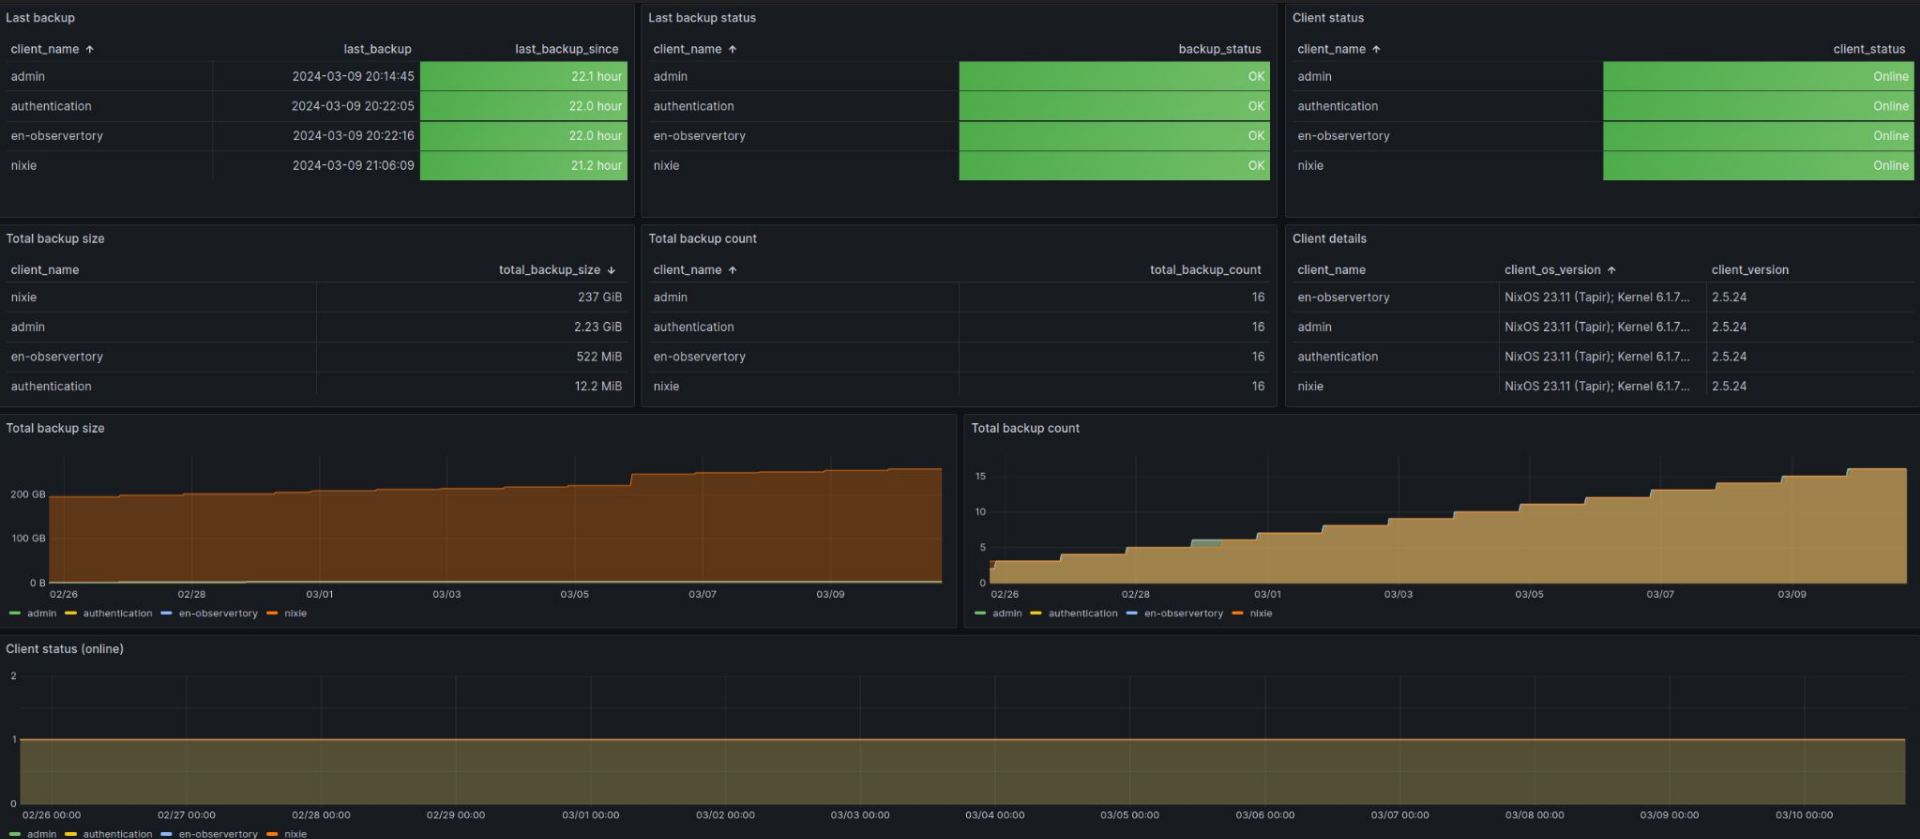 Last backup
client_name ↑ last_backup last_backup_since
admin 2024-03-09 20:14:45 22.1 hour
authentication 2024-03-09 20:22:05 22.0 hour
en-observertory 2024-03-09 20:22:16 22.0 hour
nixie 2024-03-09 21:06:09 21.2 hour
Last backup status
client_name ↑ backup_status
admin OK
authentication OK
en-observertory OK
nixie OK
Client status
client_name ↑ client_status
admin Online
authentication Online
en-observertory Online
nixie Online
Total backup size
client_name total_backup_size ↓
nixie 237 GiB
admin 2.23 GiB
en-observertory 522 MiB
authentication 12.2 MiB
Total backup count
client_name ↑ total_backup_count
admin 16
authentication 16
en-observertory 16
nixie 16
Client details
client_name client_os_version ↑ client_version
en-observertory NixOS 23.11 (Tapir); Kernel 6.1.7... 2.5.24
admin NixOS 23.11 (Tapir); Kernel 6.1.7... 2.5.24
authentication NixOS 23.11 (Tapir); Kernel 6.1.7... 2.5.24
nixie NixOS 23.11 (Tapir); Kernel 6.1.7... 2.5.24
Total backup size
200 GB
100 GB
0 B
02/26 02/28 03/01 03/03 03/05 03/07 03/09
admin authentication en-observertory nixie
Total backup count
15
10
5
0
02/26 02/28 03/01 03/03 03/05 03/07 03/09
admin authentication en-observertory nixie
Client status (online)
2
1
0
02/26 00:00 02/27 00:00 02/28 00:00 02/29 00:00 03/01 00:00 03/02 00:00 03/03 00:00 03/04 00:00 03/05 00:00 03/06 00:00 03/07 00:00 03/08 00:00 03/09 00:00 03/10 00:00
admin authentication en-observertory nixie